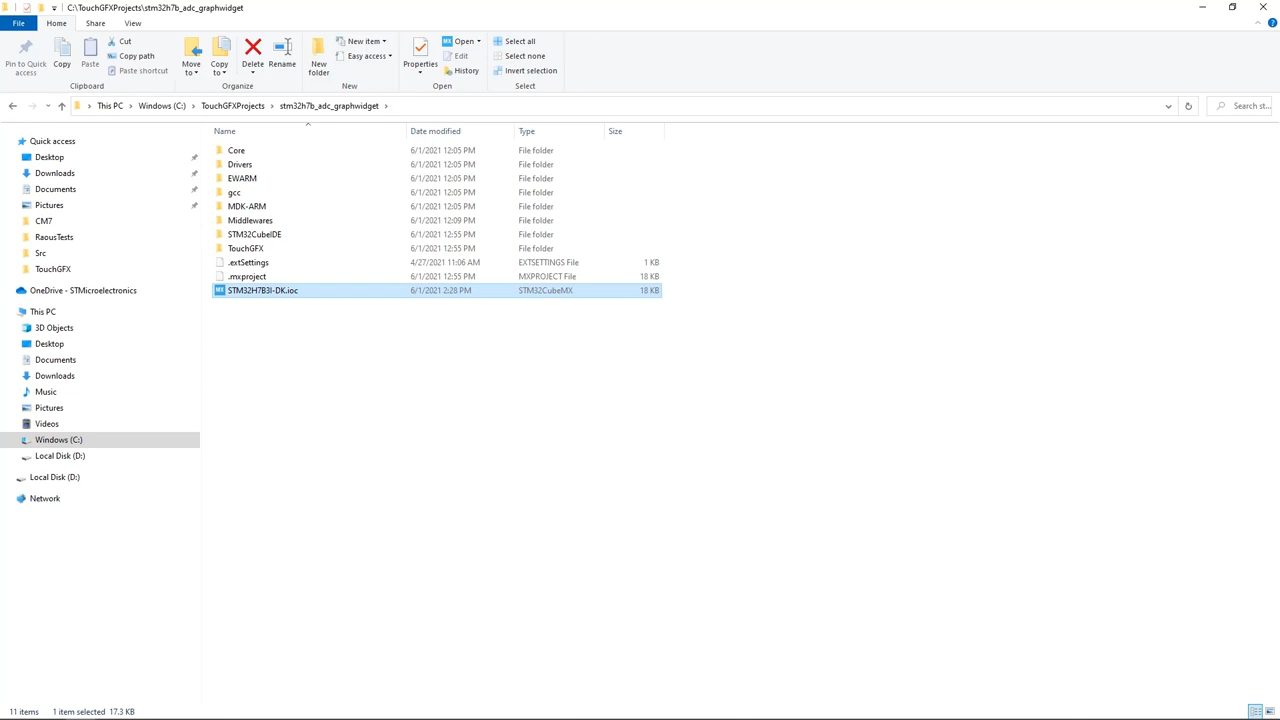 C:\TouchGFXProjects\stm32h7b_adc_graphwidget
File Home Share View
Pin to Quick access
Copy
Paste
Cut
Copy path
Paste shortcut
Clipboard
Move to
Copy to
Delete
Rename
Organize
New folder
New item
Easy access
New
Properties
Open
Edit
History
Open
Select all
Select none
Invert selection
Select
This PC > Windows (C:) > TouchGFXProjects > stm32h7b_adc_graphwidget >
Search st...
Quick access
Desktop
Downloads
Documents
Pictures
CM7
RaousTests
Src
TouchGFX
OneDrive - STMicroelectronics
This PC
3D Objects
Desktop
Documents
Downloads
Music
Pictures
Videos
Windows (C:)
Local Disk (D:)
Local Disk (D:)
Network
Name Date modified Type Size
Core 6/1/2021 12:05 PM File folder
Drivers 6/1/2021 12:05 PM File folder
EWARM 6/1/2021 12:05 PM File folder
gcc 6/1/2021 12:05 PM File folder
MDK-ARM 6/1/2021 12:05 PM File folder
Middlewares 6/1/2021 12:09 PM File folder
STM32CubeIDE 6/1/2021 12:55 PM File folder
TouchGFX 6/1/2021 12:55 PM File folder
.extSettings 4/27/2021 11:06 AM EXTSETTINGS File 1 KB
.mxproject 6/1/2021 12:55 PM MXPROJECT File 18 KB
MX STM32H7B3I-DK.ioc 6/1/2021 2:28 PM STM32CubeMX 18 KB
11 items 1 item selected 17.3 KB